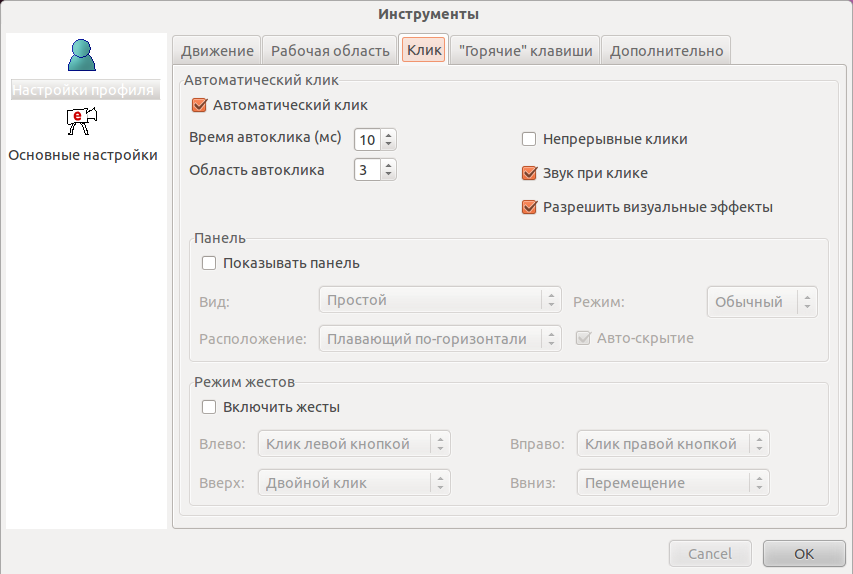 Инструменты
Движение Рабочая область Клик "Горячие" клавиши Дополнительно
Настройки профиля
e
Основные настройки
Автоматический клик
Автоматический клик
Время автоклика (мс) 10 Непрерывные клики
Область автоклика 3 Звук при клике
Разрешить визуальные эффекты
Панель
Показывать панель
Вид: Простой Режим: Обычный
Расположение: Плавающий по-горизонтали Авто-скрытие
Режим жестов
Включить жесты
Влево: Клик левой кнопкой Вправо: Клик правой кнопкой
Вверх: Двойной клик Ввниз: Перемещение
Cancel OK